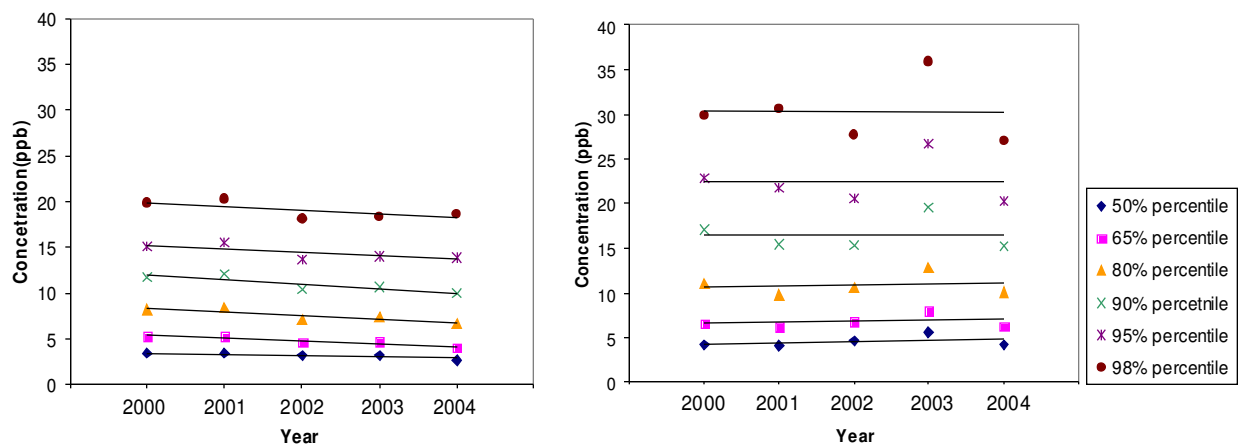 40
35
30
25
20
15
10
5
0
Concetration(ppb)
2000 2001 2002 2003 2004
Year
40
35
30
25
20
15
10
5
0
Concentration (ppb)
2000 2001 2002 2003 2004
Year
50% percentile
65% percentile
80% percentile
90% percetnile
95% percentile
98% percentile